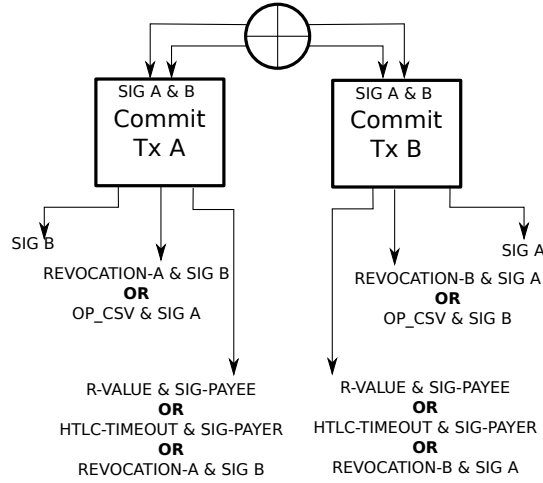 SIG A & B
Commit
Tx A
SIG A & B
Commit
Tx B
SIG B
REVOCATION-A & SIG B
OR
OP_CSV & SIG A
R-VALUE & SIG-PAYEE
OR
HTLC-TIMEOUT & SIG-PAYER
OR
REVOCATION-A & SIG B
SIG A
REVOCATION-B & SIG A
OR
OP_CSV & SIG B
R-VALUE & SIG-PAYEE
OR
HTLC-TIMEOUT & SIG-PAYER
OR
REVOCATION-B & SIG A